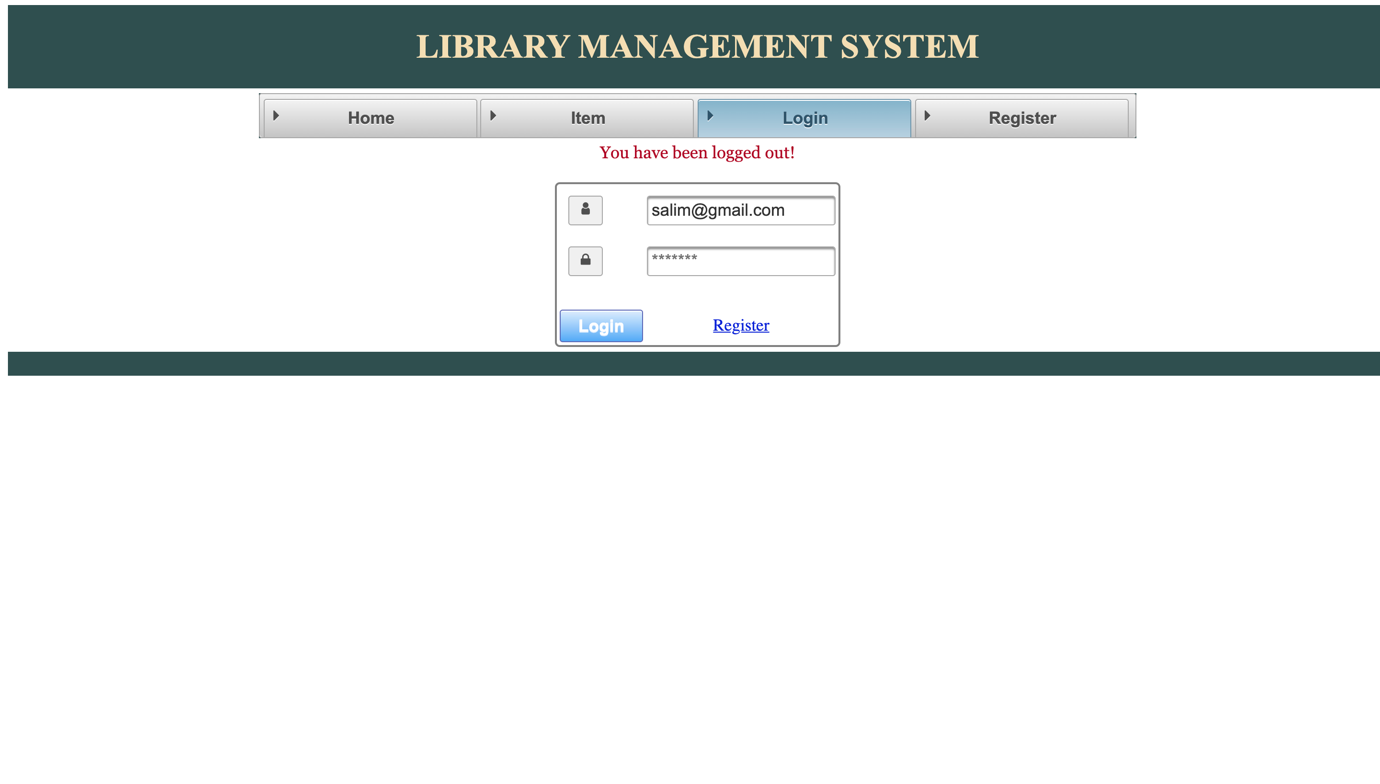 LIBRARY MANAGEMENT SYSTEM
Home Item Login Register
You have been logged out!
salim@gmail.com
*******
Login Register